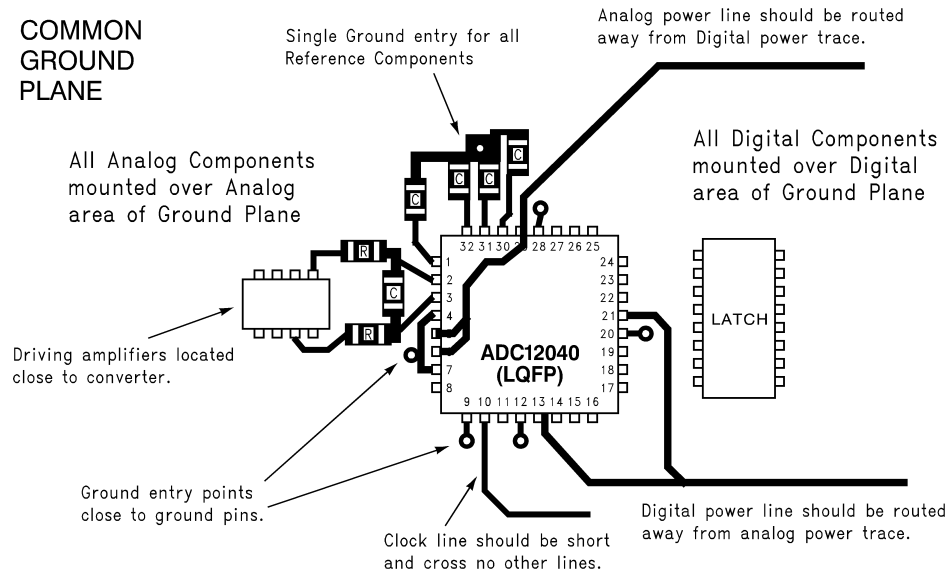 COMMON
GROUND
PLANE
Single Ground entry for all
Reference Components
Analog power line should be routed
away from Digital power trace.
All Analog Components
mounted over Analog
area of Ground Plane
All Digital Components
mounted over Digital
area of Ground Plane
C
C
C
C
32 31 30 28 27 26 25
R
C
R
1
2
3
4
7
8
24
23
22
21
20
19
18
17
ADC12040
(LQFP)
LATCH
9 10 11 12 13 14 15 16
Driving amplifiers located
close to converter.
Ground entry points
close to ground pins.
Clock line should be short
and cross no other lines.
Digital power line should be routed
away from analog power trace.